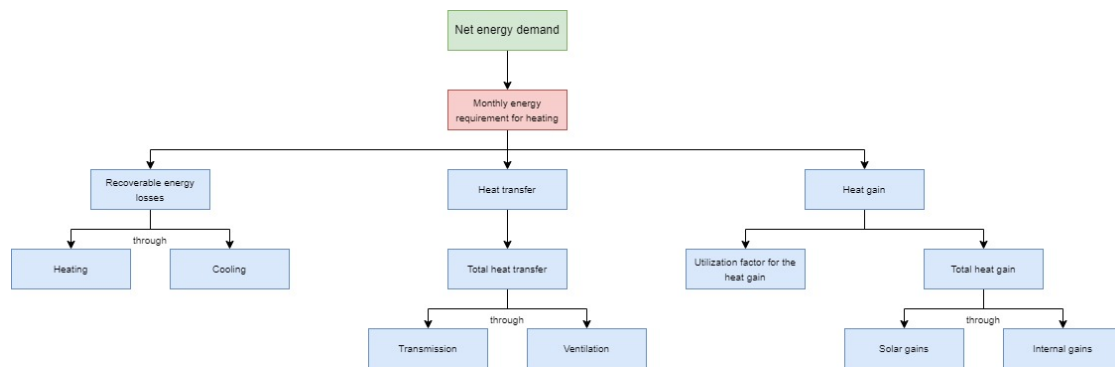 Net energy demand
Monthly energy
requirement for heating
Recoverable energy
losses
Heat transfer
Heat gain
through
Heating
Cooling
Total heat transfer
Utilization factor for the
heat gain
Total heat gain
through
through
Transmission
Ventilation
Solar gains
Internal gains